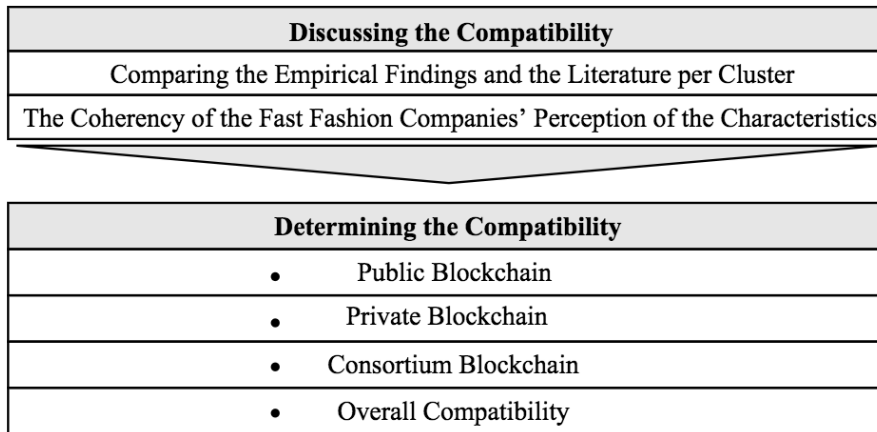 Discussing the Compatibility
Comparing the Empirical Findings and the Literature per Cluster
The Coherency of the Fast Fashion Companies’ Perception of the Characteristics
Determining the Compatibility
• Public Blockchain
• Private Blockchain
• Consortium Blockchain
• Overall Compatibility